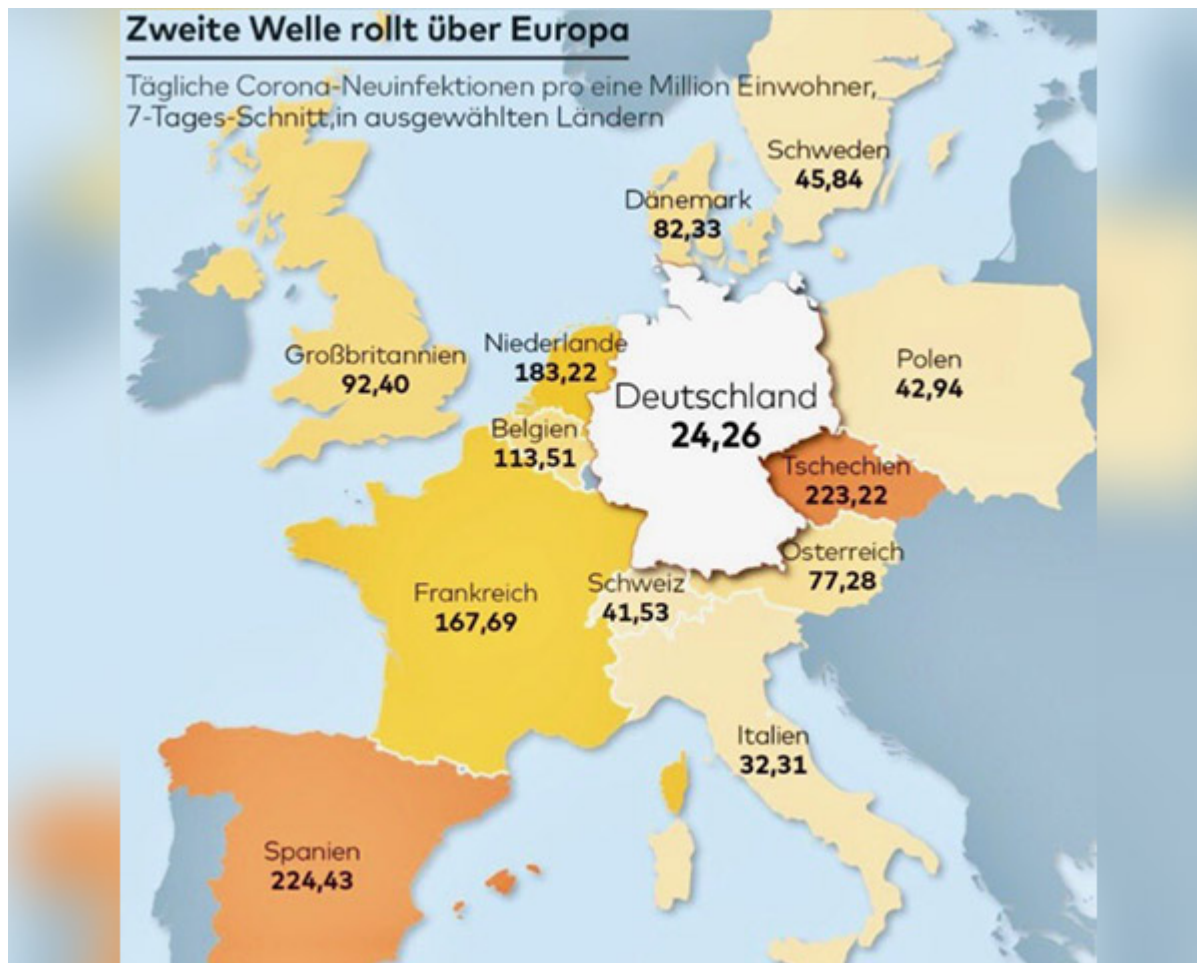 Zweite Welle rollt über Europa
Tägliche Corona-Neuinfektionen pro eine Million Einwohner,
7-Tages-Schnitt,in ausgewählten Ländern
Schweden
45,84
Dänemark
82,33
Großbritannien
92,40
Niederlande
183,22
Polen
42,94
Deutschland
24,26
Belgien
113,51
Tschechien
223,22
Österreich
77,28
Schweiz
41,53
Frankreich
167,69
Italien
32,31
Spanien
224,43